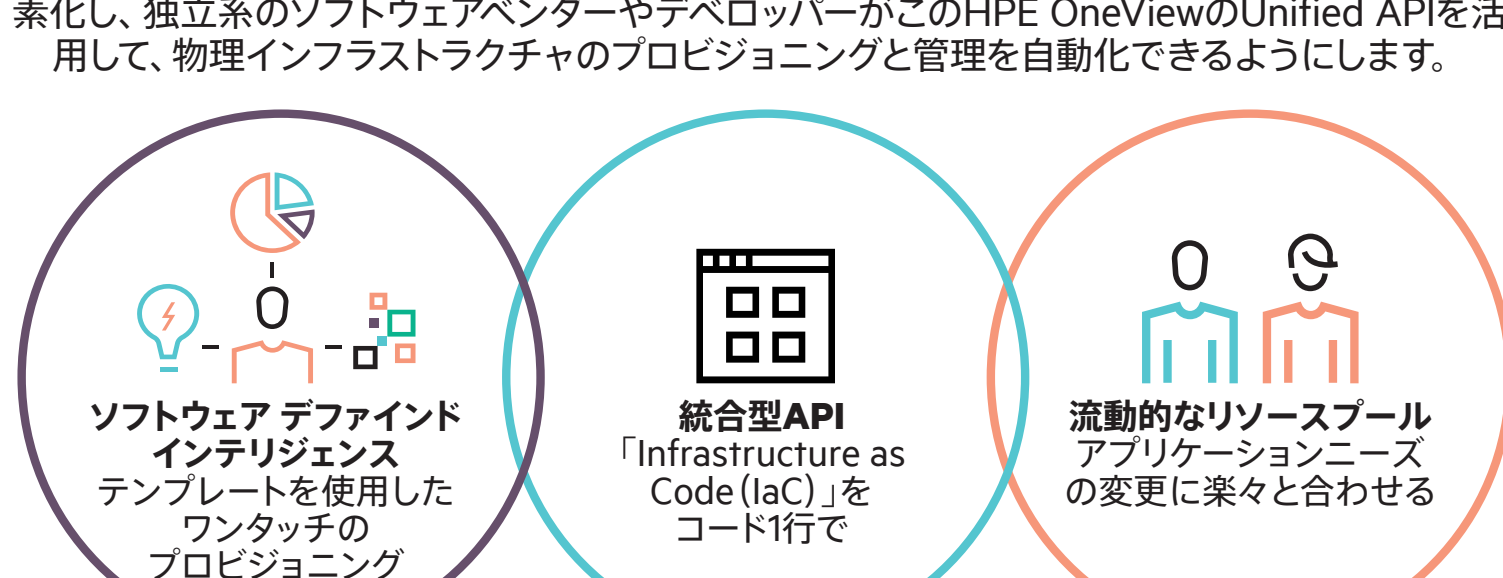 素化し、独立系のソフトウェアベンダーやデベロッパーがこのHPE OneViewのUnified APIを活
用して、物理インフラストラクチャのプロビジョニングと管理を自動化できるようにします。
ソフトウェア デファインド
インテリジェンス
テンプレートを使用した
ワンタッチの
プロビジョニング
統合型API
「Infrastructure as
Code(IaC)」を
コード1行で
流動的なリソースプール
アプリケーションニーズ
の変更に楽々と合わせる